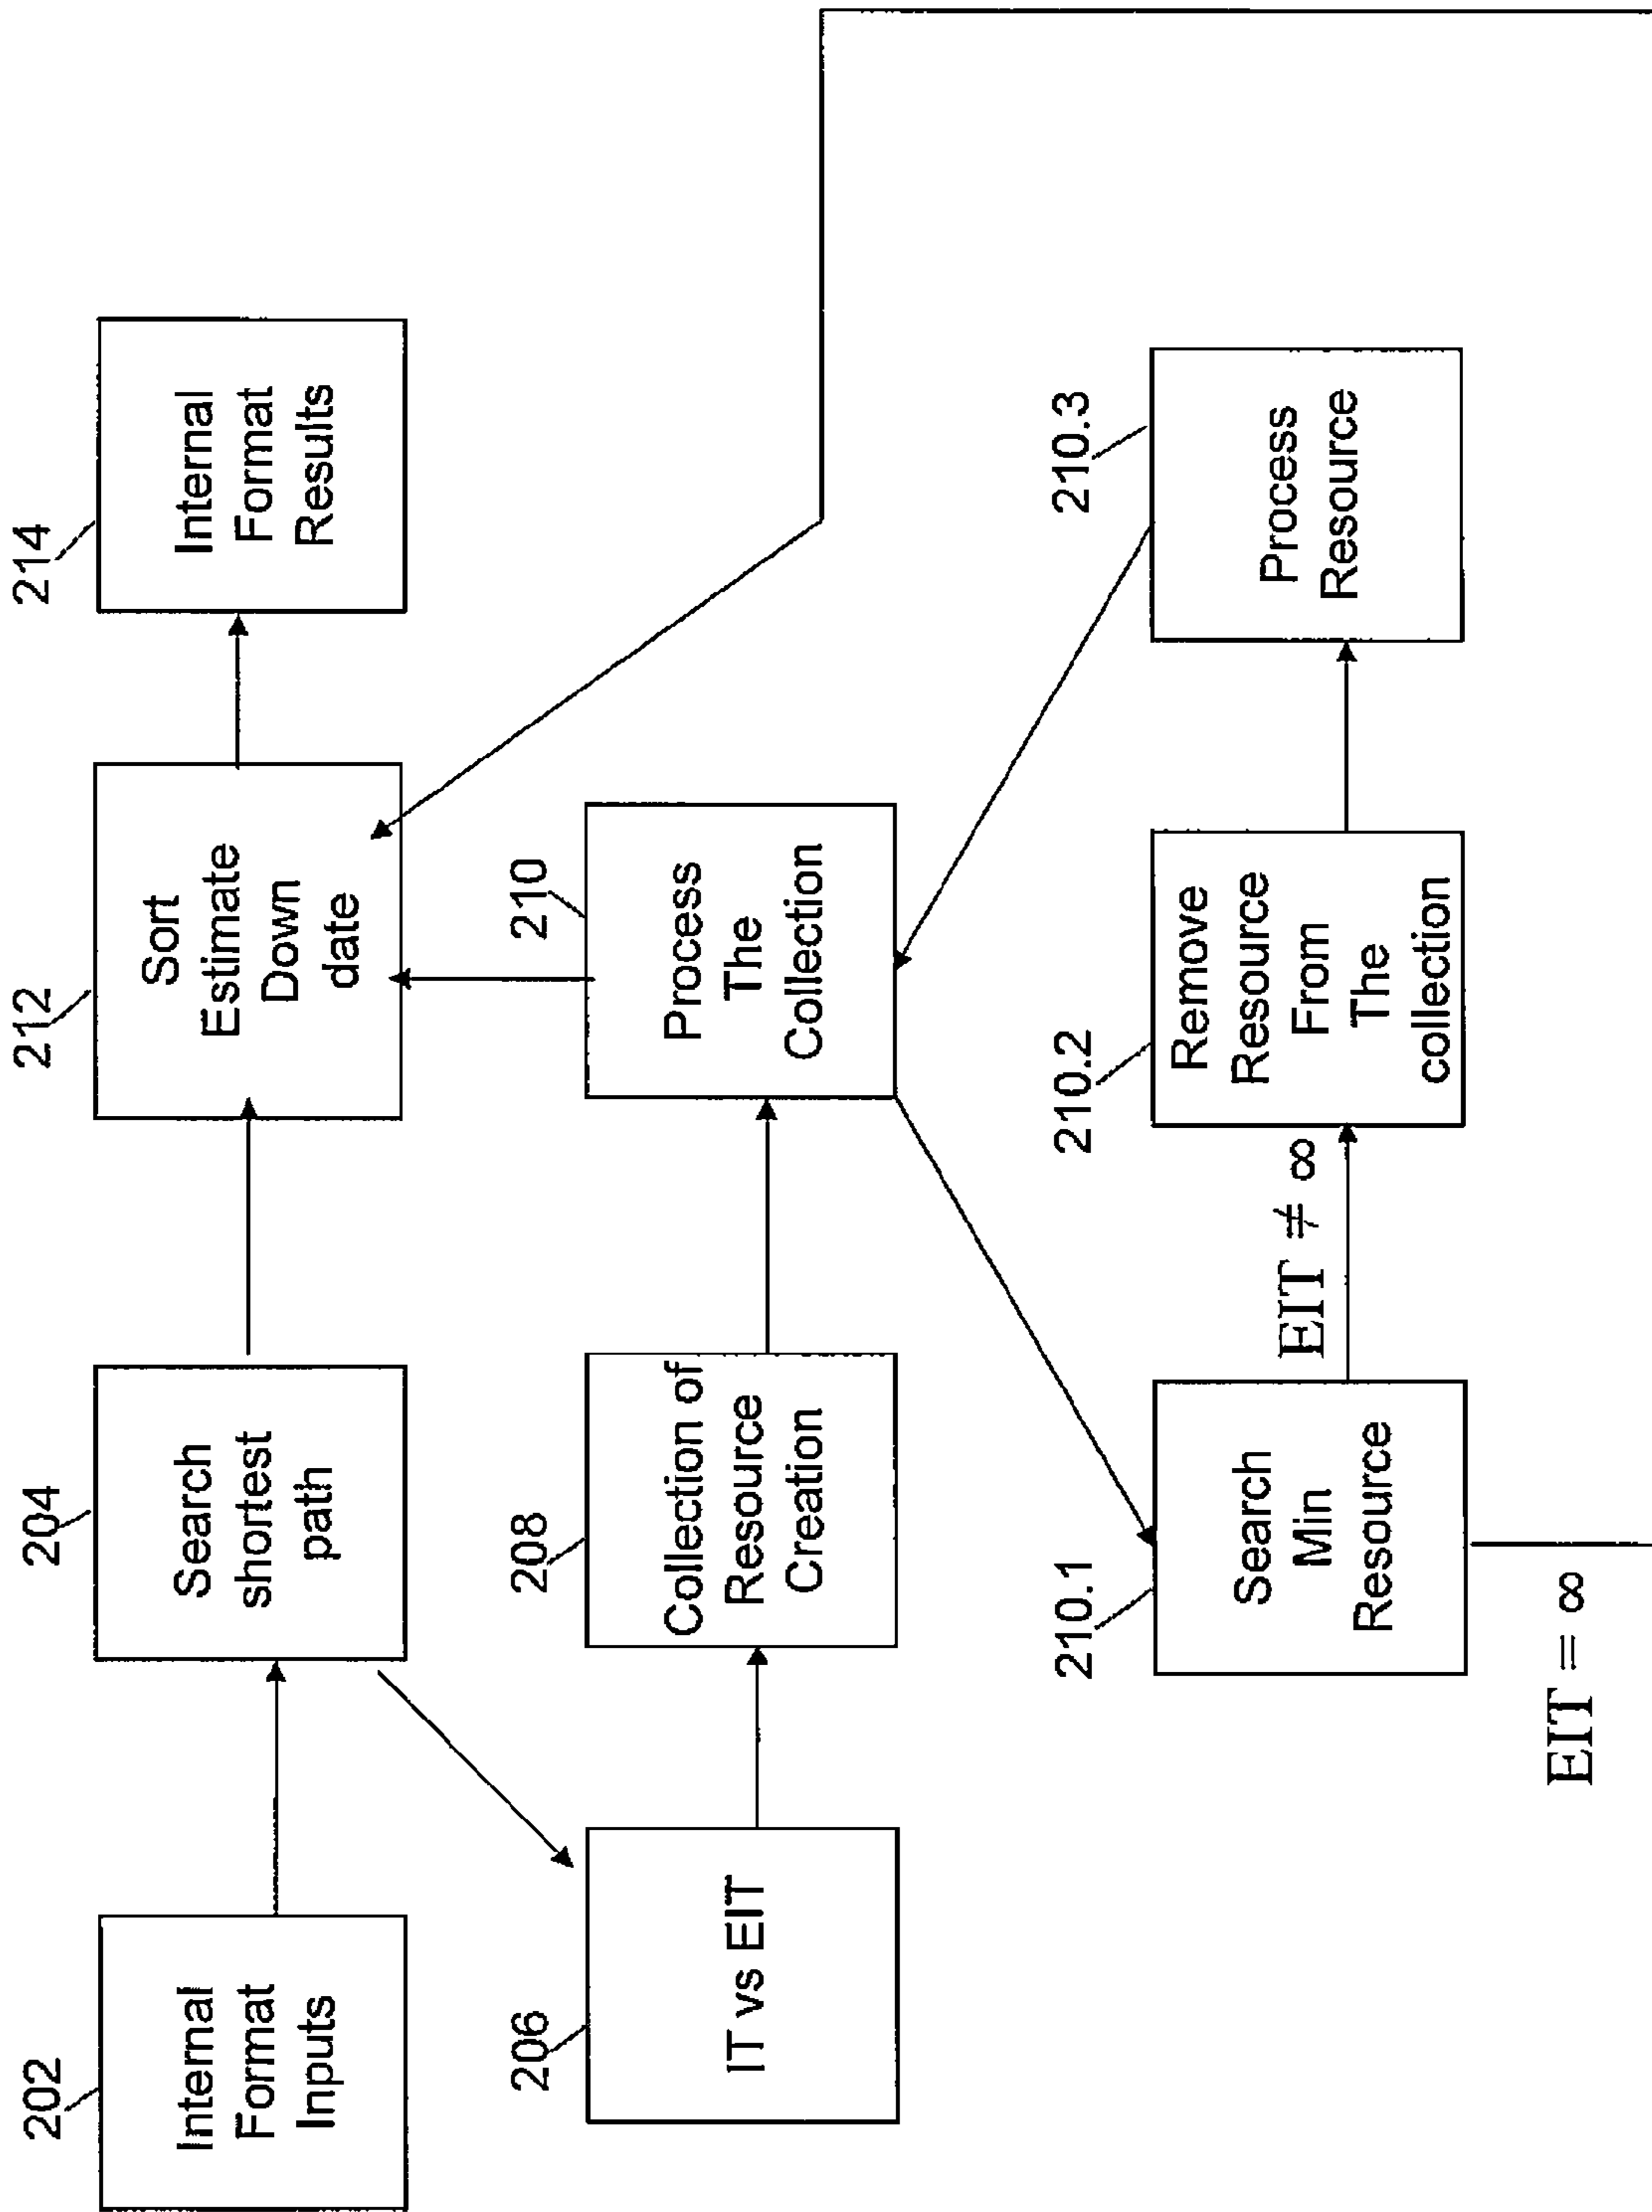 202
Internal
Format
Inputs
204
Search
shortest
path
212
Sort
Estimate
Down
date
214
Internal
Format
Results
206
IT vs EIT
208
Collection of
Resource
Creation
210
Process
The
Collection
210.1
Search
Min
Resource
EIT ≠ ∞
210.2
Remove
Resource
From
The
collection
210.3
Process
Resource
EIT = ∞